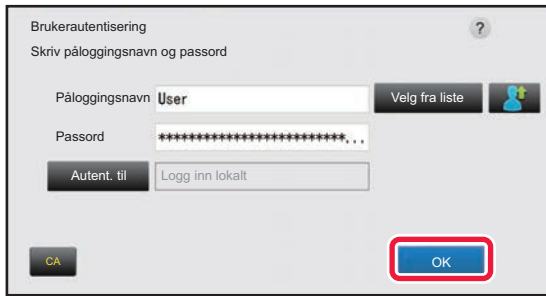 Brukerautentisering
?
Skriv påloggingsnavn og passord
Påloggingsnavn User Velg fra liste
Passord *************************...
Autent. til Logg inn lokalt
CA OK